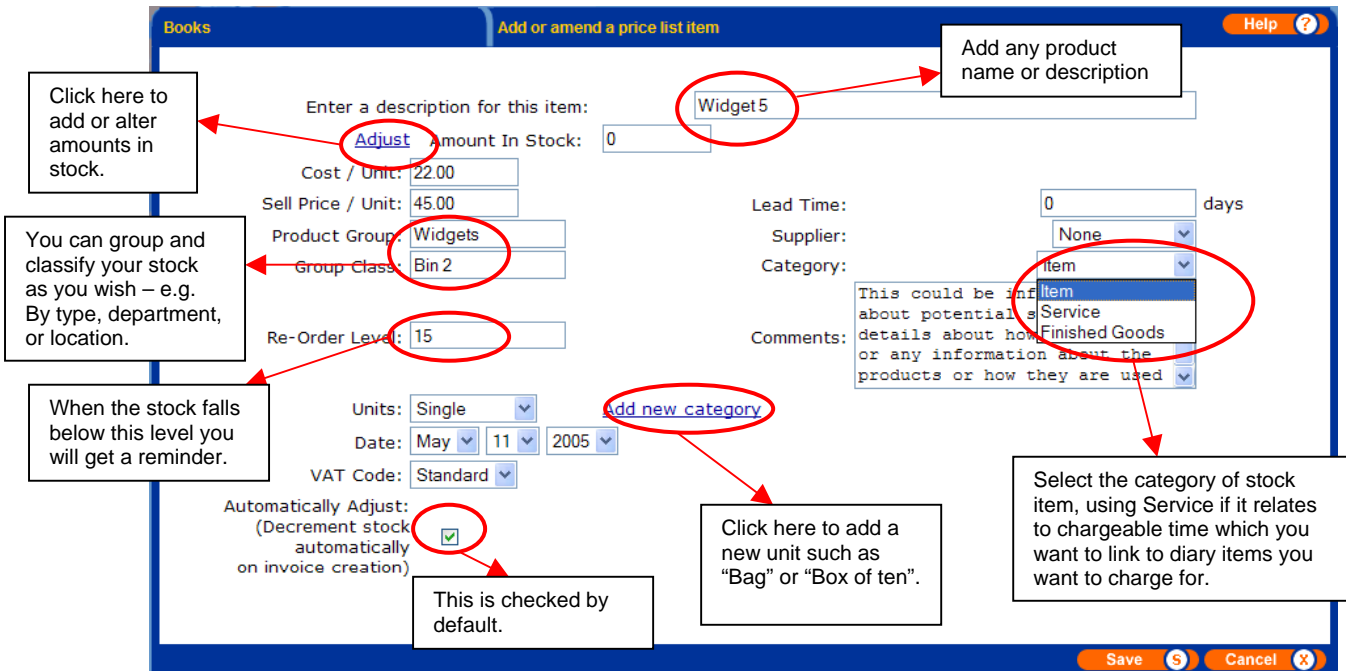 Books
Add or amend a price list item
Help ?
Add any product
name or description
Click here to
add or alter
amounts in
stock.
Enter a description for this item: Widget 5
Adjust Amount In Stock: 0
Cost / Unit: 22.00
Sell Price / Unit: 45.00
Lead Time: 0 days
You can group and
classify your stock
as you wish – e.g.
By type, department,
or location.
Product Group: Widgets
Supplier: None
Group Class: Bin 2
Category: Item
Item
Service
Finished Goods
Re-Order Level: 15
Comments:
This could be inf
about potential s
details about how
or any information about the
products or how they are used
When the stock falls
below this level you
will get a reminder.
Units: Single
Add new category
Date: May 11 2005
VAT Code: Standard
Automatically Adjust:
(Decrement stock
automatically
on invoice creation)
This is checked by
default.
Click here to add a
new unit such as
“Bag” or “Box of ten”.
Select the category of stock
item, using Service if it relates
to chargeable time which you
want to link to diary items you
want to charge for.
Save S
Cancel X